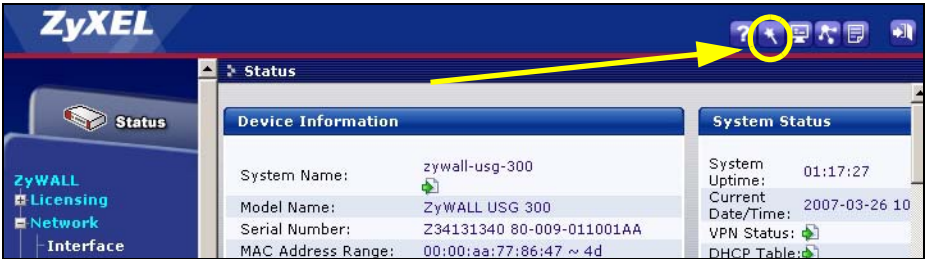 ZyXEL
?
Status
Status
ZyWALL
Licensing
Network
Interface
Device Information
System Name: zywall-usg-300
Model Name: ZyWALL USG 300
Serial Number: Z34131340 80-009-011001AA
MAC Address Range: 00:00:aa:77:86:47 ~ 4d
System Status
System
Uptime: 01:17:27
Current
Date/Time: 2007-03-26 10
VPN Status:
DHCP Table: